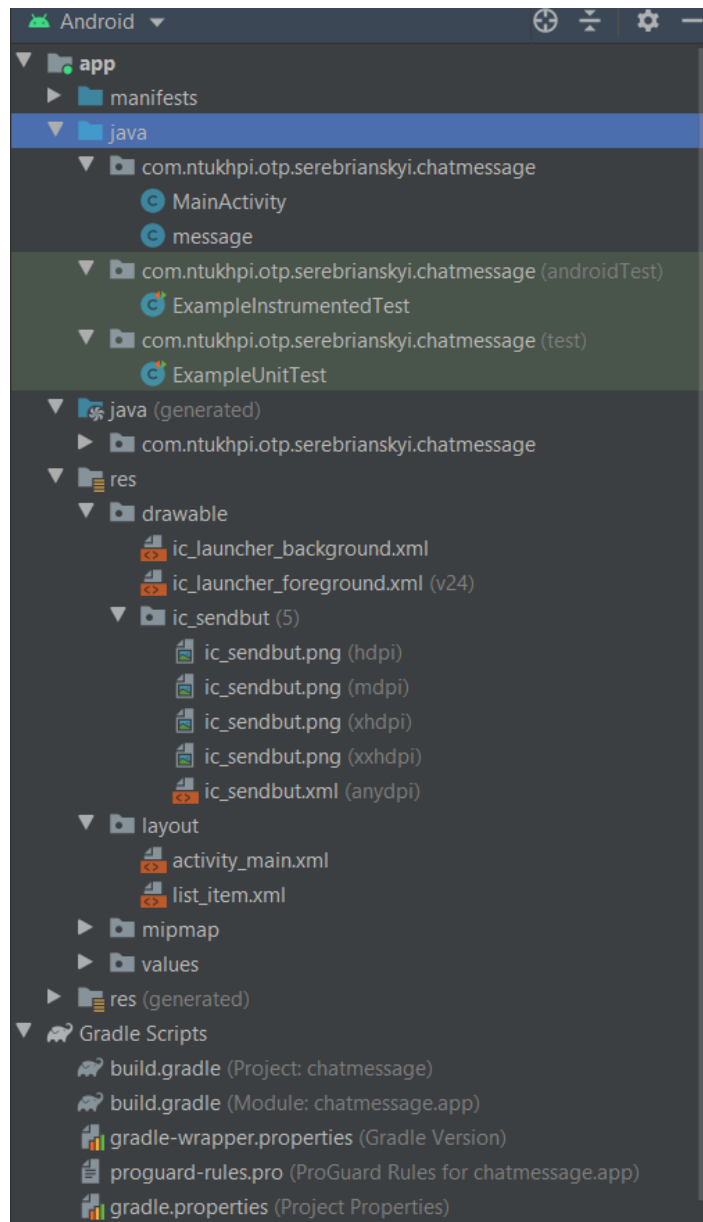 Android
app
manifests
java
com.ntukhpi.otp.serebrianskyi.chatmessage
MainActivity
message
com.ntukhpi.otp.serebrianskyi.chatmessage (androidTest)
ExampleInstrumentedTest
com.ntukhpi.otp.serebrianskyi.chatmessage (test)
ExampleUnitTest
java (generated)
com.ntukhpi.otp.serebrianskyi.chatmessage
res
drawable
ic_launcher_background.xml
ic_launcher_foreground.xml (v24)
ic_sendbut (5)
ic_sendbut.png (hdpi)
ic_sendbut.png (mdpi)
ic_sendbut.png (xhdpi)
ic_sendbut.png (xxhdpi)
ic_sendbut.xml (anydpi)
layout
activity_main.xml
list_item.xml
mipmap
values
res (generated)
Gradle Scripts
build.gradle (Project: chatmessage)
build.gradle (Module: chatmessage.app)
gradle-wrapper.properties (Gradle Version)
proguard-rules.pro (ProGuard Rules for chatmessage.app)
gradle.properties (Project Properties)